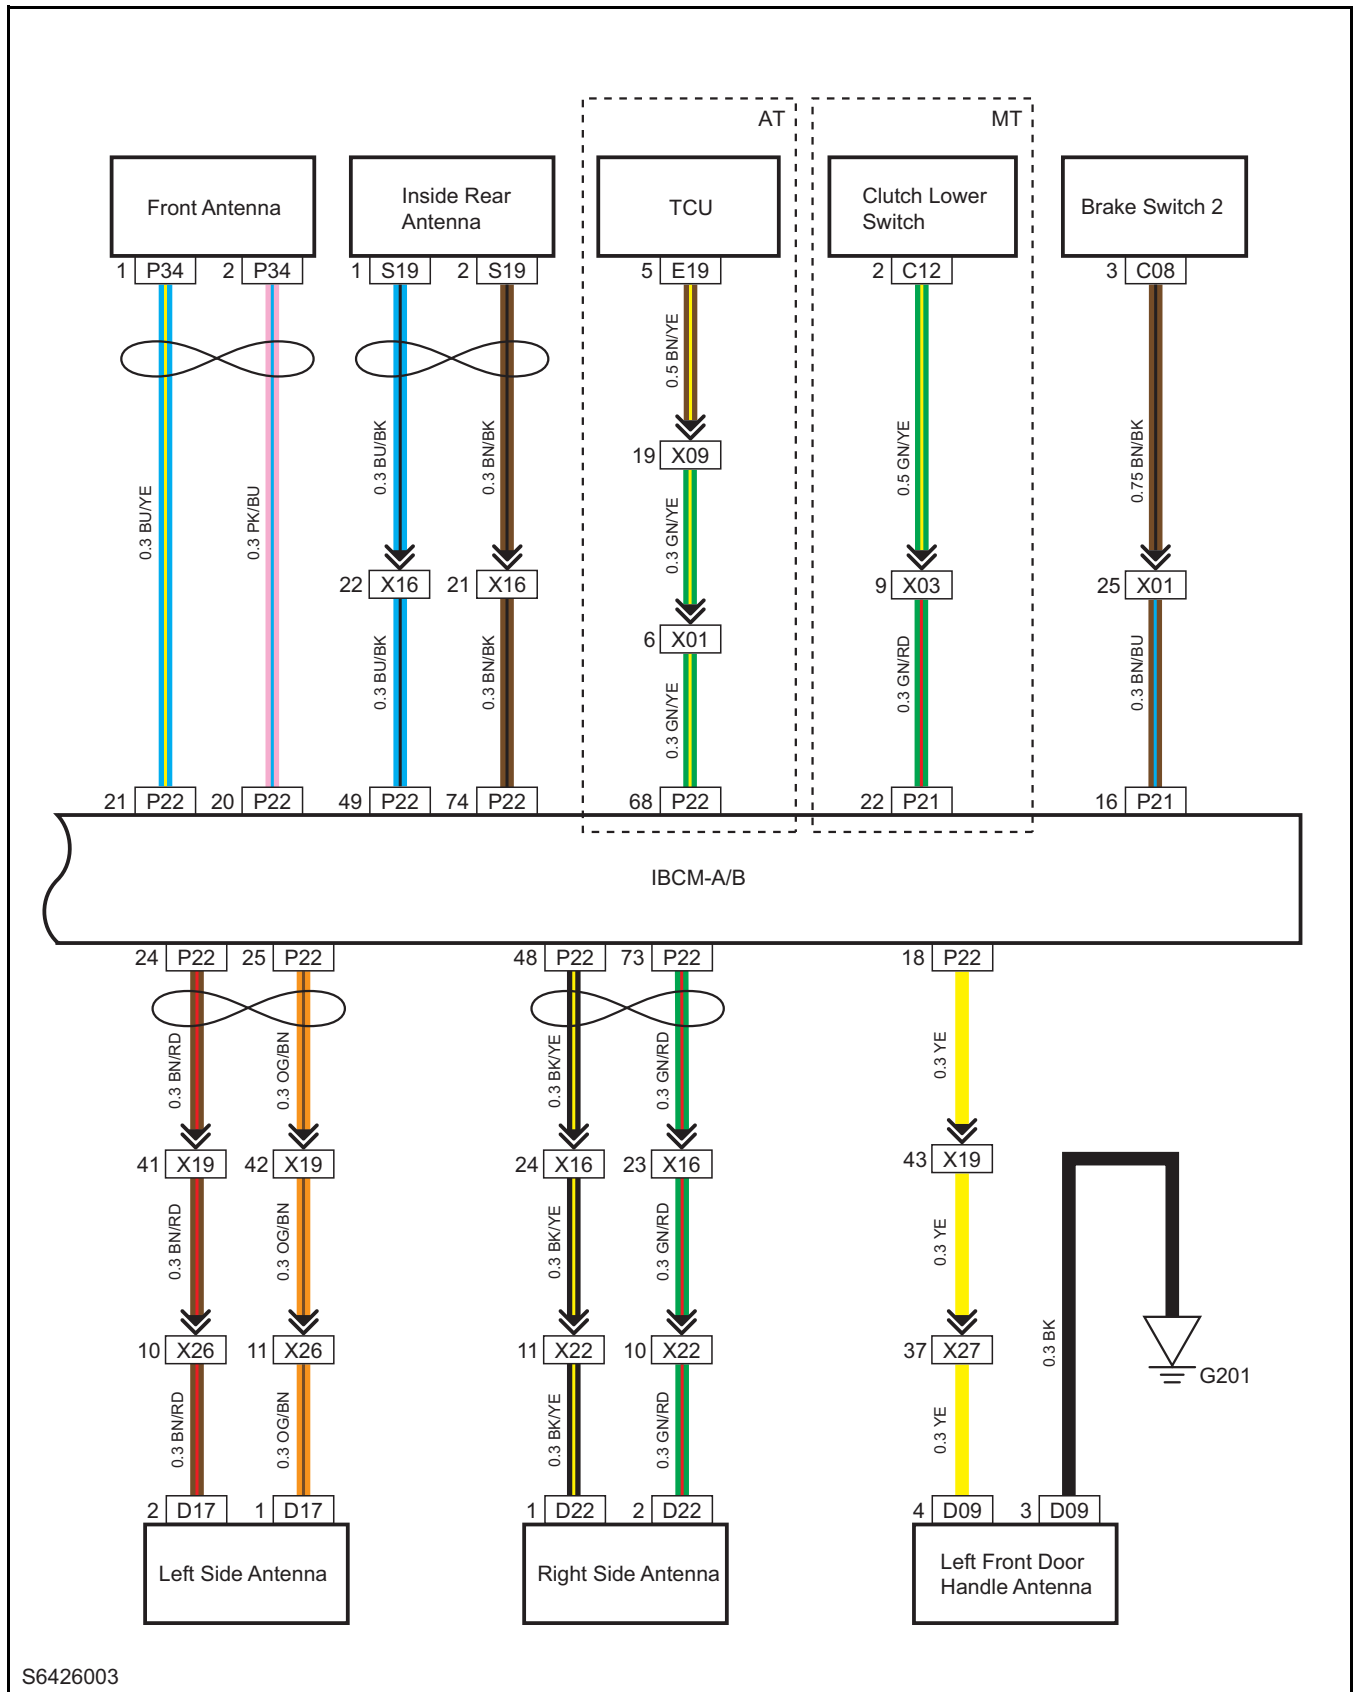 AT
MT
Front Antenna
Inside Rear
Antenna
TCU
Clutch Lower
Switch
Brake Switch 2
1 P34
2 P34
1 S19
2 S19
5 E19
2 C12
3 C08
0.3 BU/YE
0.3 PK/BU
0.3 BU/BK
0.3 BN/BK
0.5 BN/YE
0.5 GN/YE
0.75 BN/BK
19 X09
0.3 GN/YE
22 X16
21 X16
9 X03
25 X01
6 X01
0.3 BU/BK
0.3 BN/BK
0.3 GN/YE
0.3 GN/RD
0.3 BN/BU
21 P22
20 P22
49 P22
74 P22
68 P22
22 P21
16 P21
IBCM-A/B
24 P22
25 P22
48 P22
73 P22
18 P22
0.3 BN/RD
0.3 OG/BN
0.3 BK/YE
0.3 GN/RD
0.3 YE
41 X19
42 X19
24 X16
23 X16
43 X19
0.3 BN/RD
0.3 OG/BN
0.3 BK/YE
0.3 GN/RD
0.3 YE
10 X26
11 X26
11 X22
10 X22
37 X27
0.3 BK
G201
0.3 BN/RD
0.3 OG/BN
0.3 BK/YE
0.3 GN/RD
0.3 YE
2 D17
1 D17
1 D22
2 D22
4 D09
3 D09
Left Side Antenna
Right Side Antenna
Left Front Door
Handle Antenna
S6426003